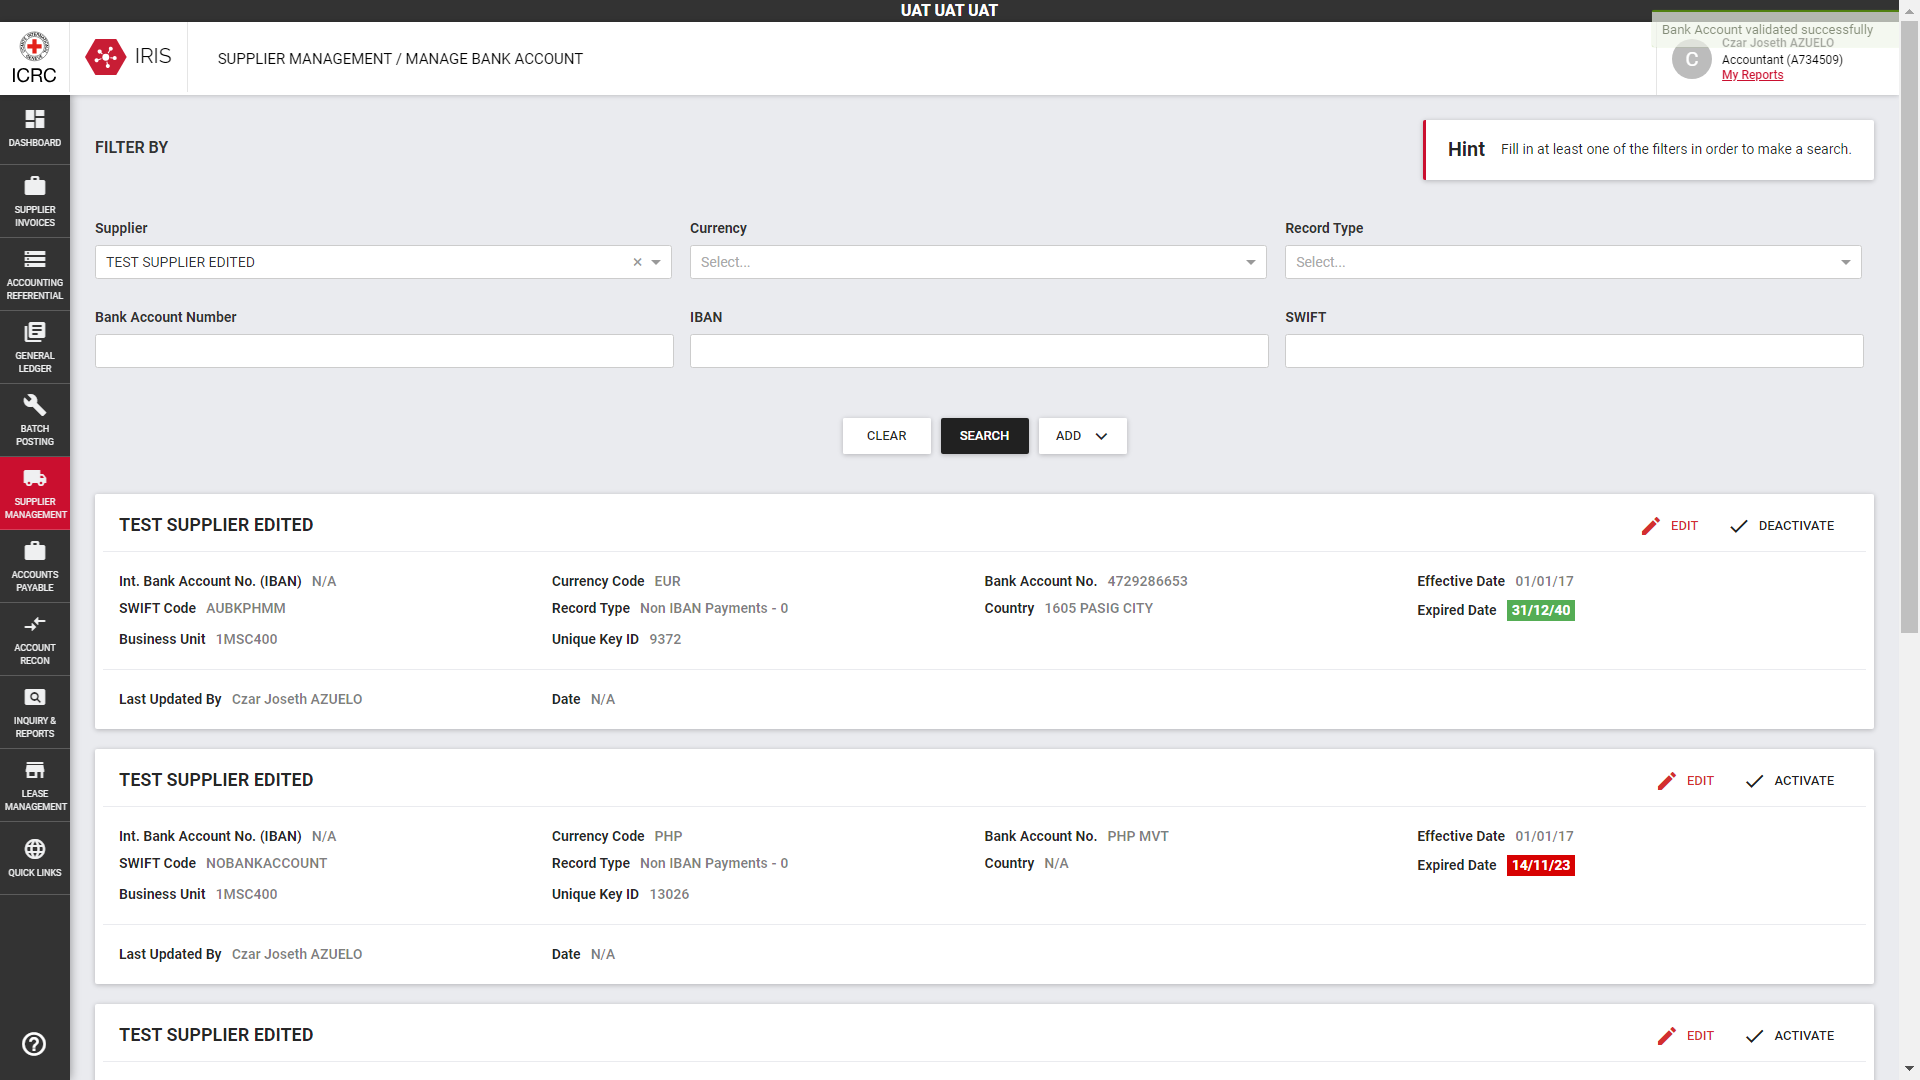 UAT UAT UAT
ICRC
IRIS
SUPPLIER MANAGEMENT / MANAGE BANK ACCOUNT
Bank Account validated successfully
Czar Joseth AZUELO
C
Accountant (A734509)
My Reports
DASHBOARD
SUPPLIER
INVOICES
ACCOUNTING
REFERENTIAL
GENERAL
LEDGER
BATCH
POSTING
SUPPLIER
MANAGEMENT
ACCOUNTS
PAYABLE
ACCOUNT
RECON
INQUIRY &
REPORTS
LEASE
MANAGEMENT
QUICK LINKS
FILTER BY
Hint Fill in at least one of the filters in order to make a search.
Supplier Currency Record Type
TEST SUPPLIER EDITED Select... Select...
Bank Account Number IBAN SWIFT
CLEAR SEARCH ADD
TEST SUPPLIER EDITED EDIT DEACTIVATE
Int. Bank Account No. (IBAN) N/A Currency Code EUR Bank Account No. 4729286653 Effective Date 01/01/17
SWIFT Code AUBKPHMM Record Type Non IBAN Payments - 0 Country 1605 PASIG CITY Expired Date 31/12/40
Business Unit 1MSC400 Unique Key ID 9372
Last Updated By Czar Joseth AZUELO Date N/A
TEST SUPPLIER EDITED EDIT ACTIVATE
Int. Bank Account No. (IBAN) N/A Currency Code PHP Bank Account No. PHP MVT Effective Date 01/01/17
SWIFT Code NOBANKACCOUNT Record Type Non IBAN Payments - 0 Country N/A Expired Date 14/11/23
Business Unit 1MSC400 Unique Key ID 13026
Last Updated By Czar Joseth AZUELO Date N/A
TEST SUPPLIER EDITED EDIT ACTIVATE